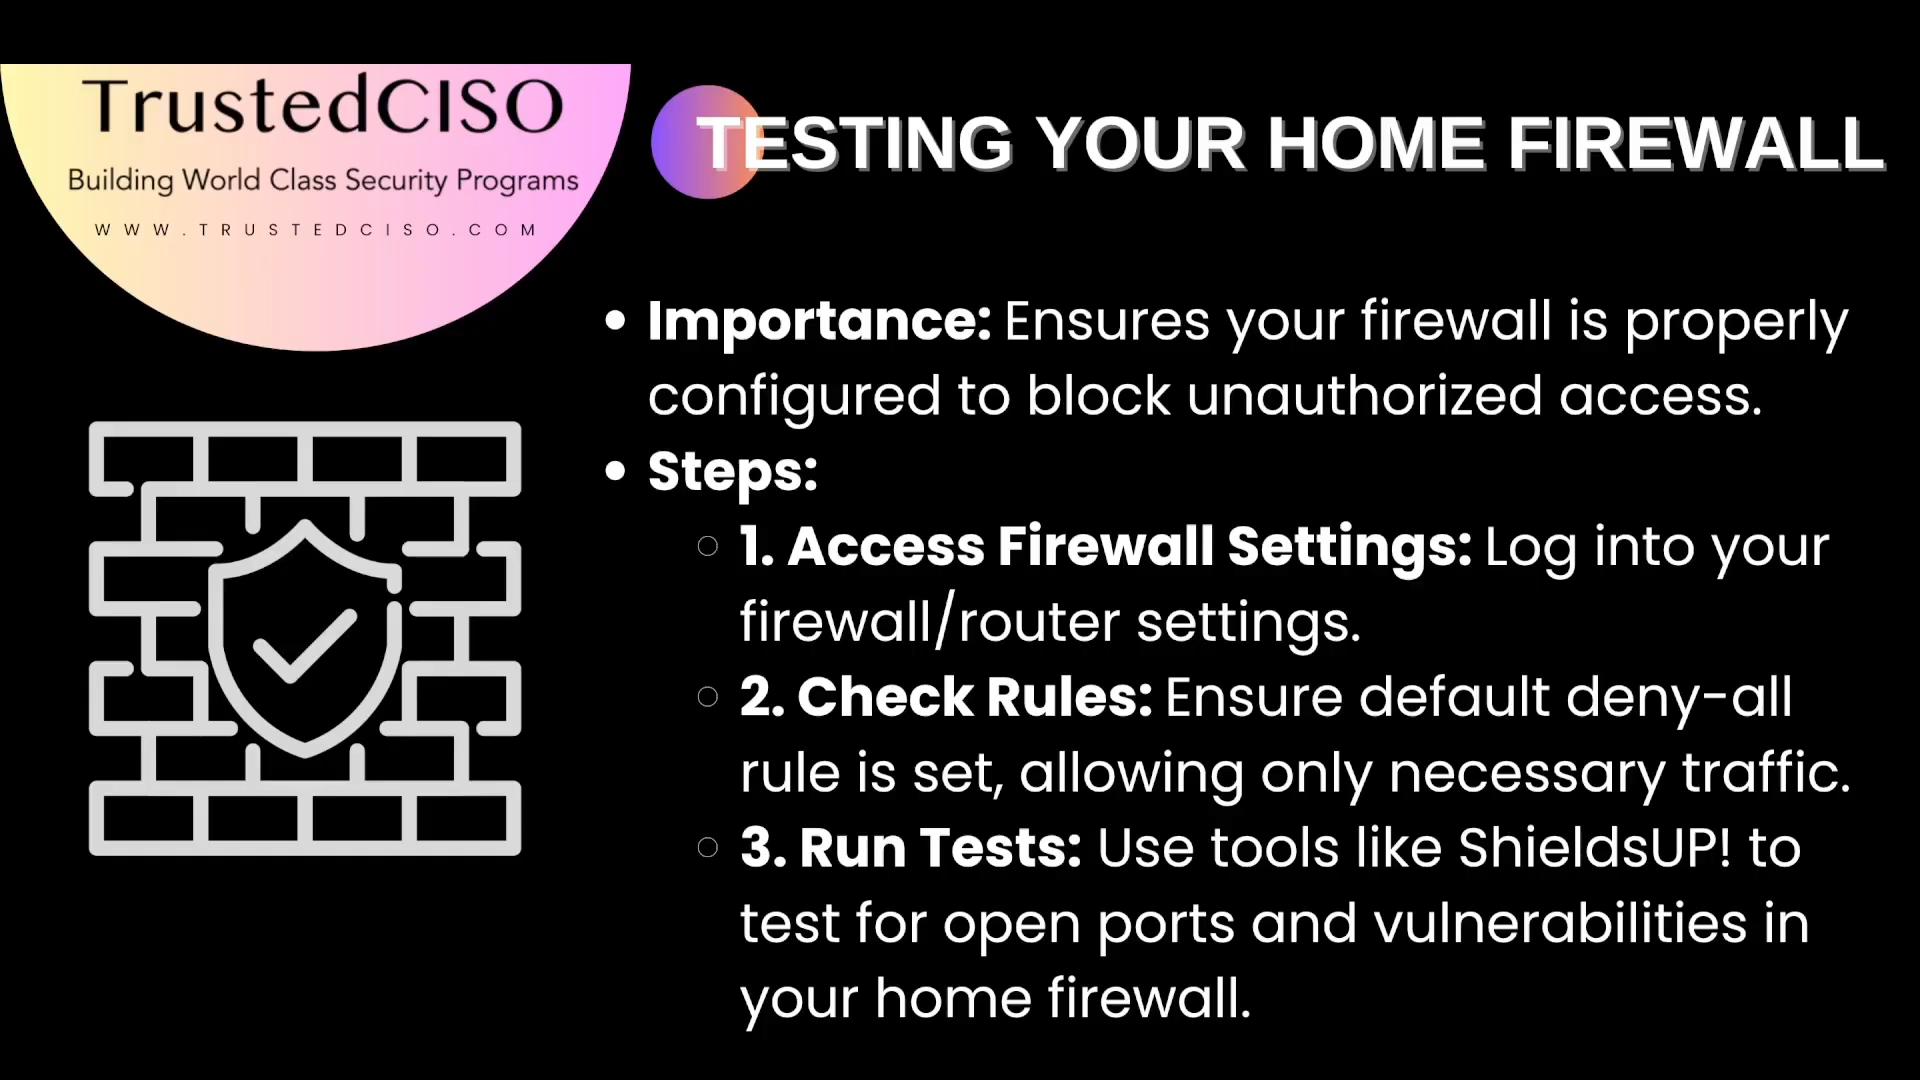 TrustedCISO
Building World Class Security Programs
WWW.TRUSTEDCISO.COM
TESTING YOUR HOME FIREWALL
• Importance: Ensures your firewall is properly
configured to block unauthorized access.
• Steps:
○ 1. Access Firewall Settings: Log into your
firewall/router settings.
○ 2. Check Rules: Ensure default deny-all
rule is set, allowing only necessary traffic.
○ 3. Run Tests: Use tools like ShieldsUP! to
test for open ports and vulnerabilities in
your home firewall.